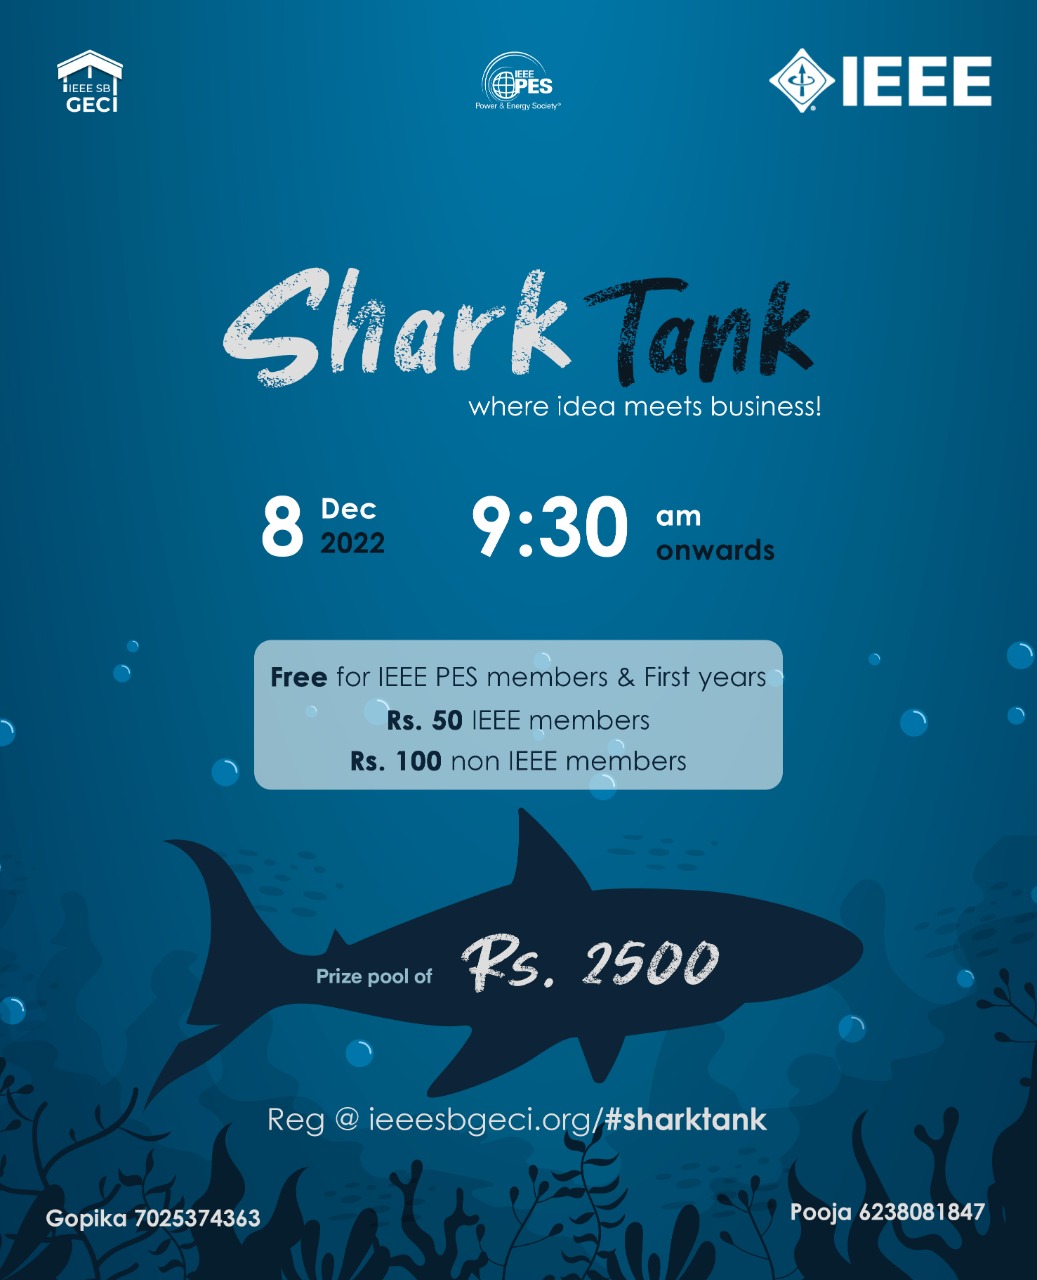 IEEE SB
GECI
IEEE
PES
Power & Energy Society®
IEEE
Shark Tank
where idea meets business!
8 Dec 2022
9:30 am onwards
Free for IEEE PES members & First years
Rs. 50 IEEE members
Rs. 100 non IEEE members
Prize pool of Rs. 2500
Reg @ ieeesbgeci.org/#sharktank
Gopika 7025374363
Pooja 6238081847